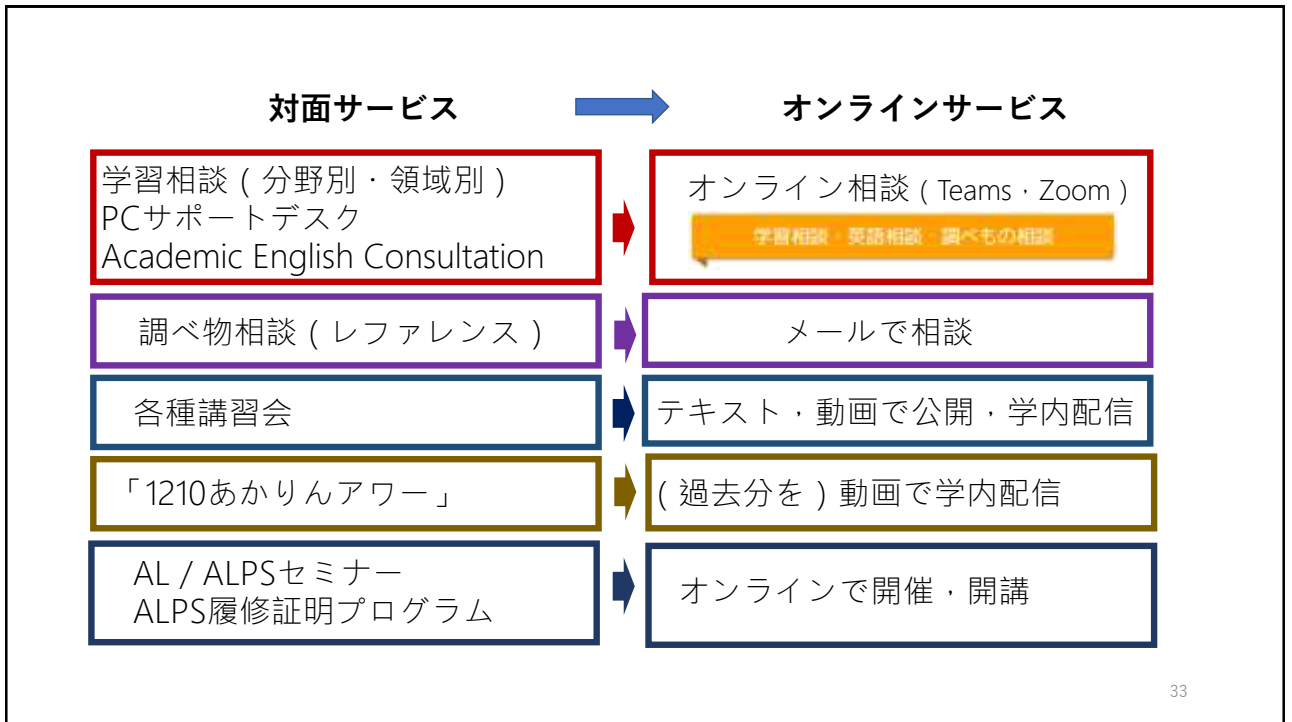 対面サービス
オンラインサービス
学習相談（分野別・領域別）
PCサポートデスク
Academic English Consultation
オンライン相談（Teams・Zoom）
学習相談・英語相談・調べもの相談
調べ物相談（レファレンス）
メールで相談
各種講習会
テキスト・動画で公開・学内配信
「1210あかりんアワー」
（過去分を）動画で学内配信
AL / ALPSセミナー
ALPS履修証明プログラム
オンラインで開催・開講
33